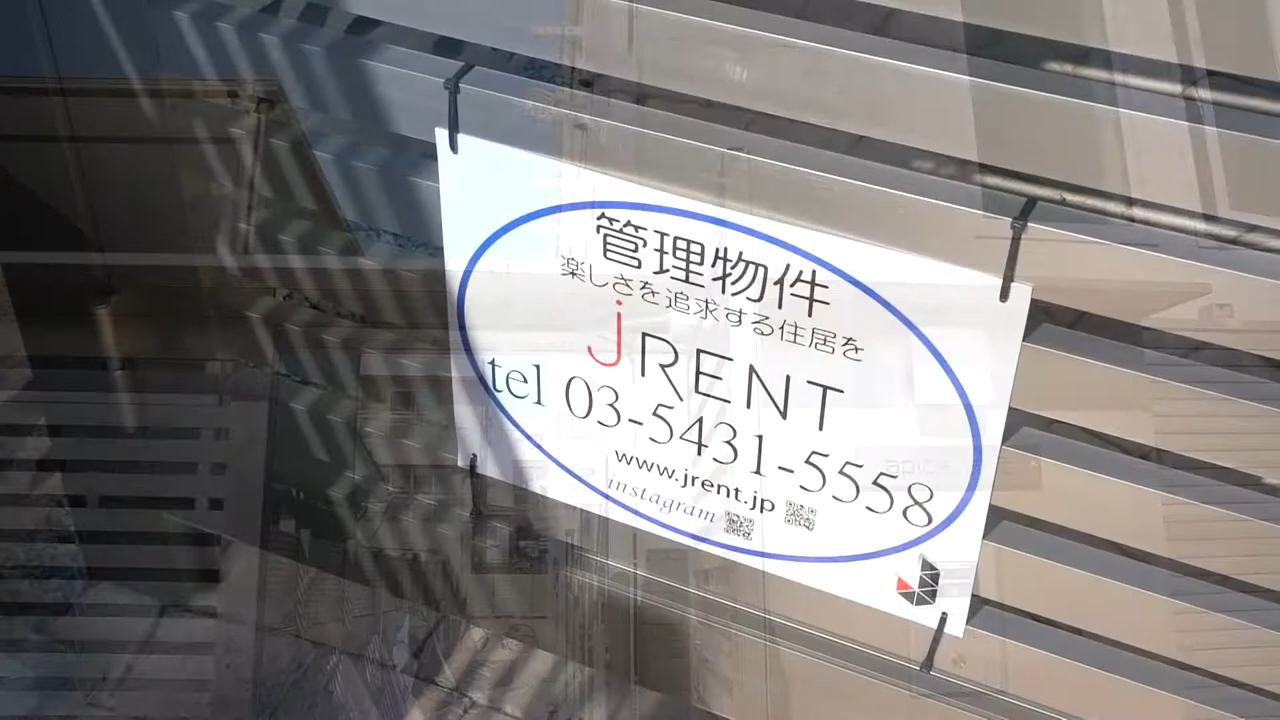 管理物件
楽しさを追求する住居を
jRENT
tel 03-5431-5558
www.jrent.jp
instagram